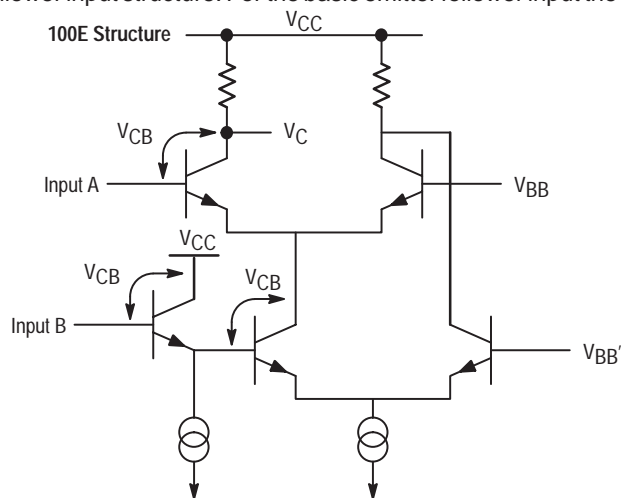 llower input structure. For the basic emitter follower input the
100E Structure
VCC
VCB
VC
Input A
VBB
VCC
VCB
VCB
Input B
VBB'